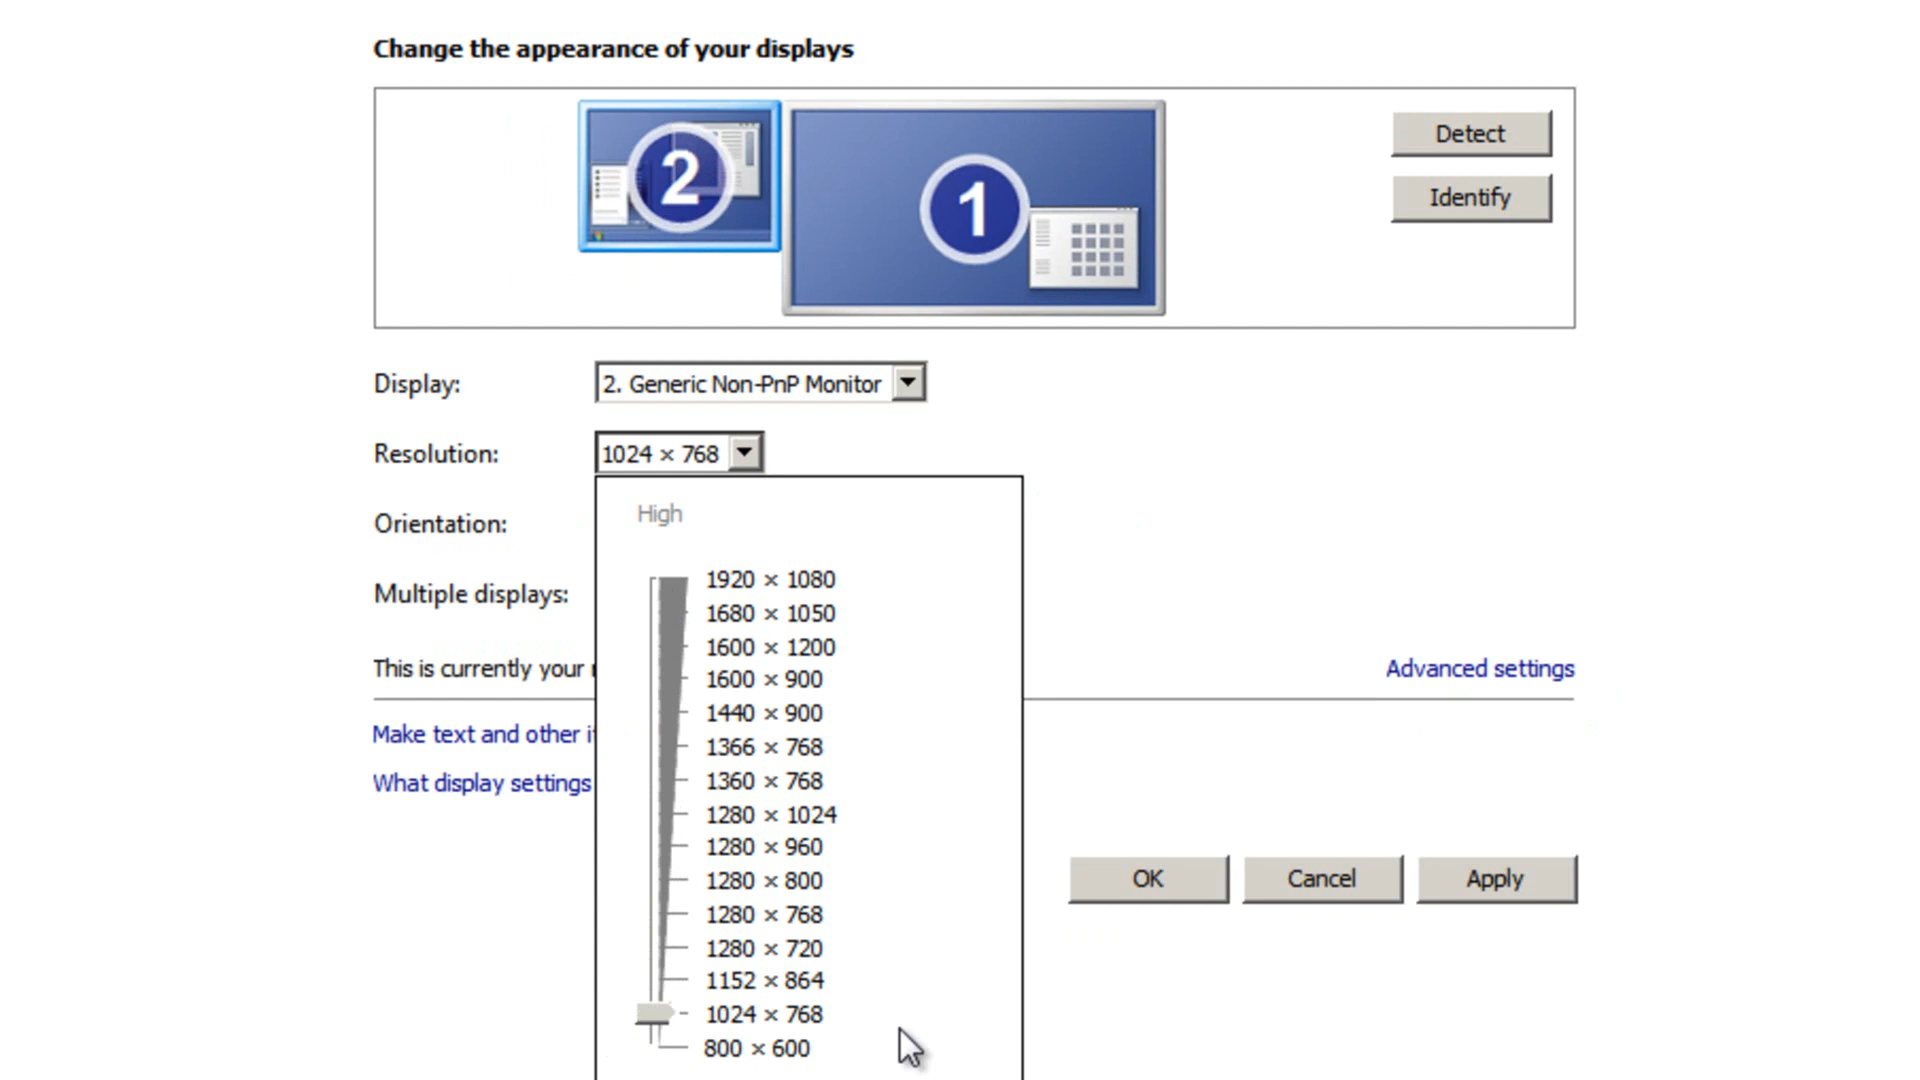 Change the appearance of your displays
2
1
Detect
Identify
Display:
2. Generic Non-PnP Monitor
Resolution:
1024 × 768
High
Orientation:
1920 × 1080
Multiple displays:
1680 × 1050
1600 × 1200
This is currently your
Advanced settings
1600 × 900
1440 × 900
Make text and other
1366 × 768
What display settings
1360 × 768
1280 × 1024
1280 × 960
1280 × 800
OK
Cancel
Apply
1280 × 768
1280 × 720
1152 × 864
1024 × 768
800 × 600